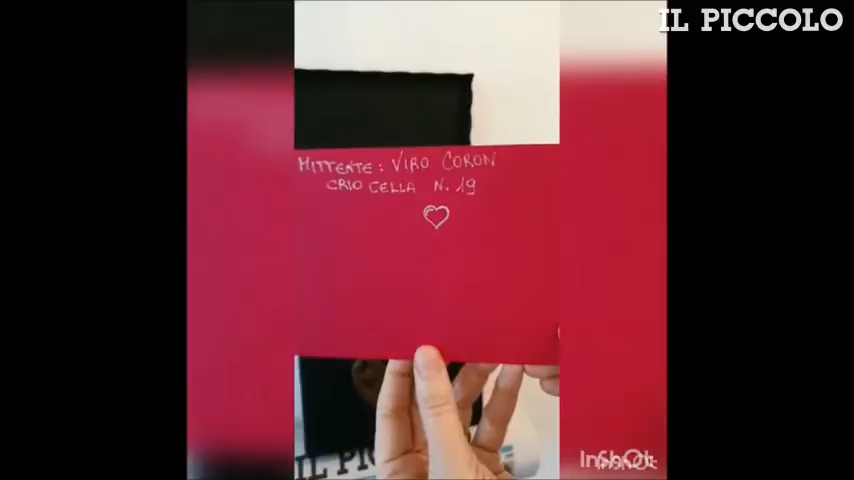 IL PICCOLO
MITTENTE: VIRO CORON
CRIO CELLA N. 19
IL PIC
InShOt